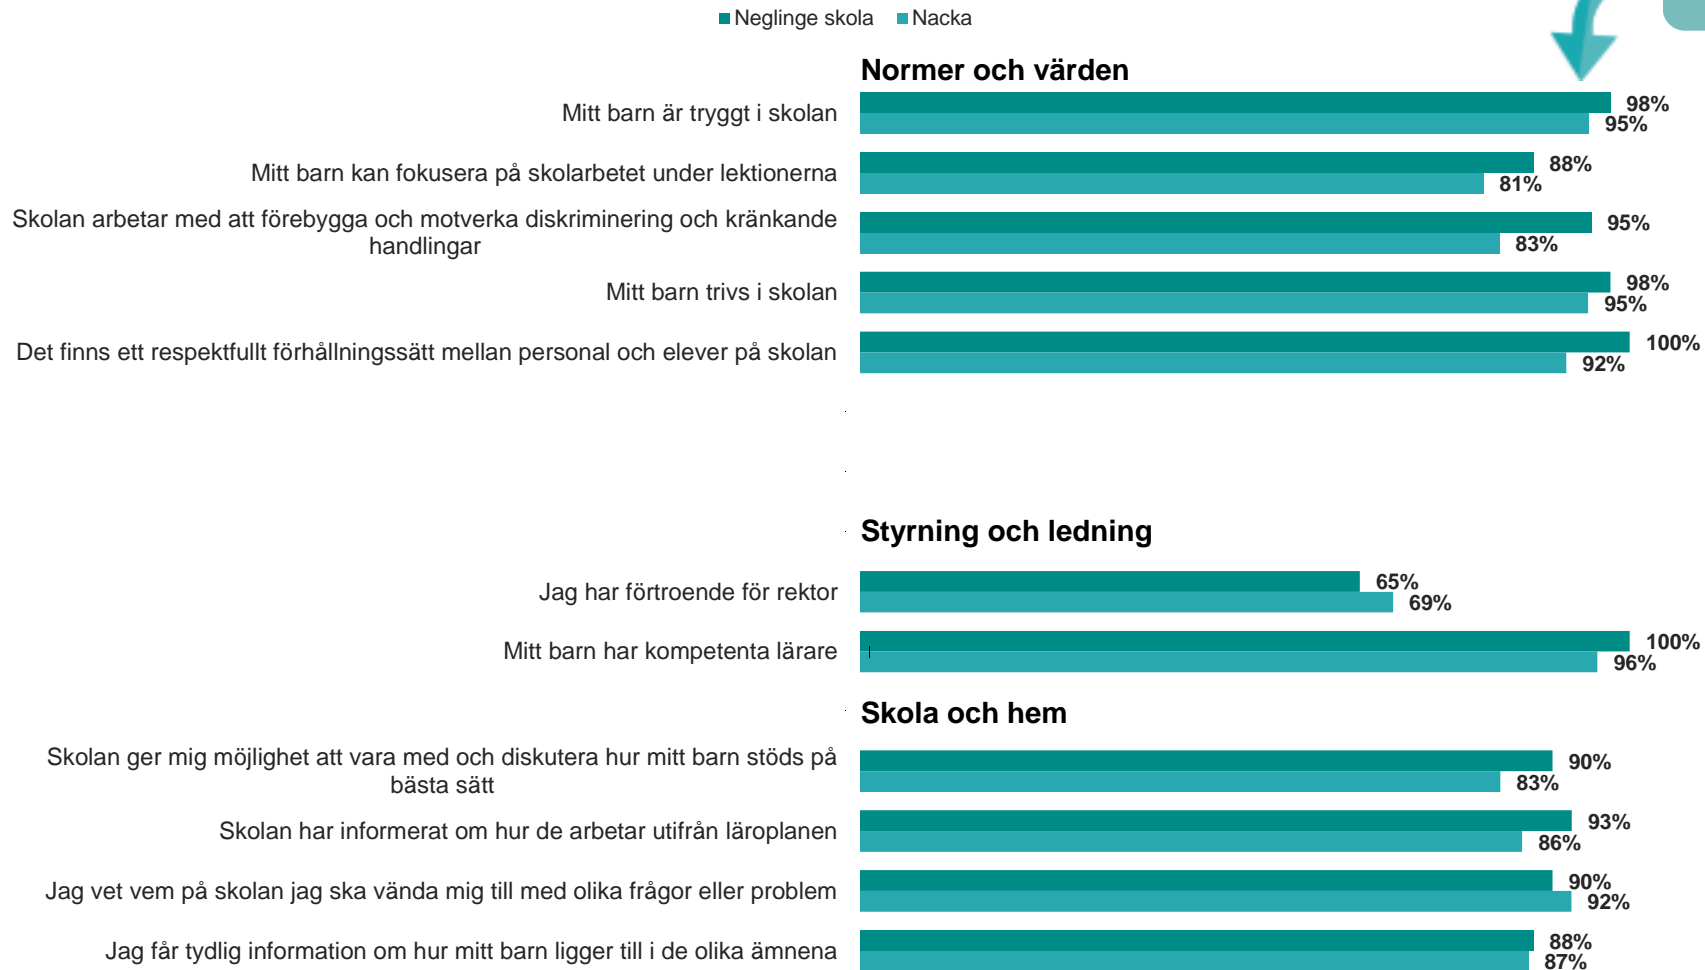 Neglinge skola Nacka
Normer och värden
Mitt barn är tryggt i skolan 98%
95%
Mitt barn kan fokusera på skolarbetet under lektionerna 88%
81%
Skolan arbetar med att förebygga och motverka diskriminering och kränkande
handlingar
95%
83%
Mitt barn trivs i skolan 98%
95%
Det finns ett respektfullt förhållningssätt mellan personal och elever på skolan 100%
92%
Styrning och ledning
Jag har förtroende för rektor 65%
69%
Mitt barn har kompetenta lärare 100%
96%
Skola och hem
Skolan ger mig möjlighet att vara med och diskutera hur mitt barn stöds på
bästa sätt
90%
83%
Skolan har informerat om hur de arbetar utifrån läroplanen 93%
86%
Jag vet vem på skolan jag ska vända mig till med olika frågor eller problem 90%
92%
Jag får tydlig information om hur mitt barn ligger till i de olika ämnena 88%
87%